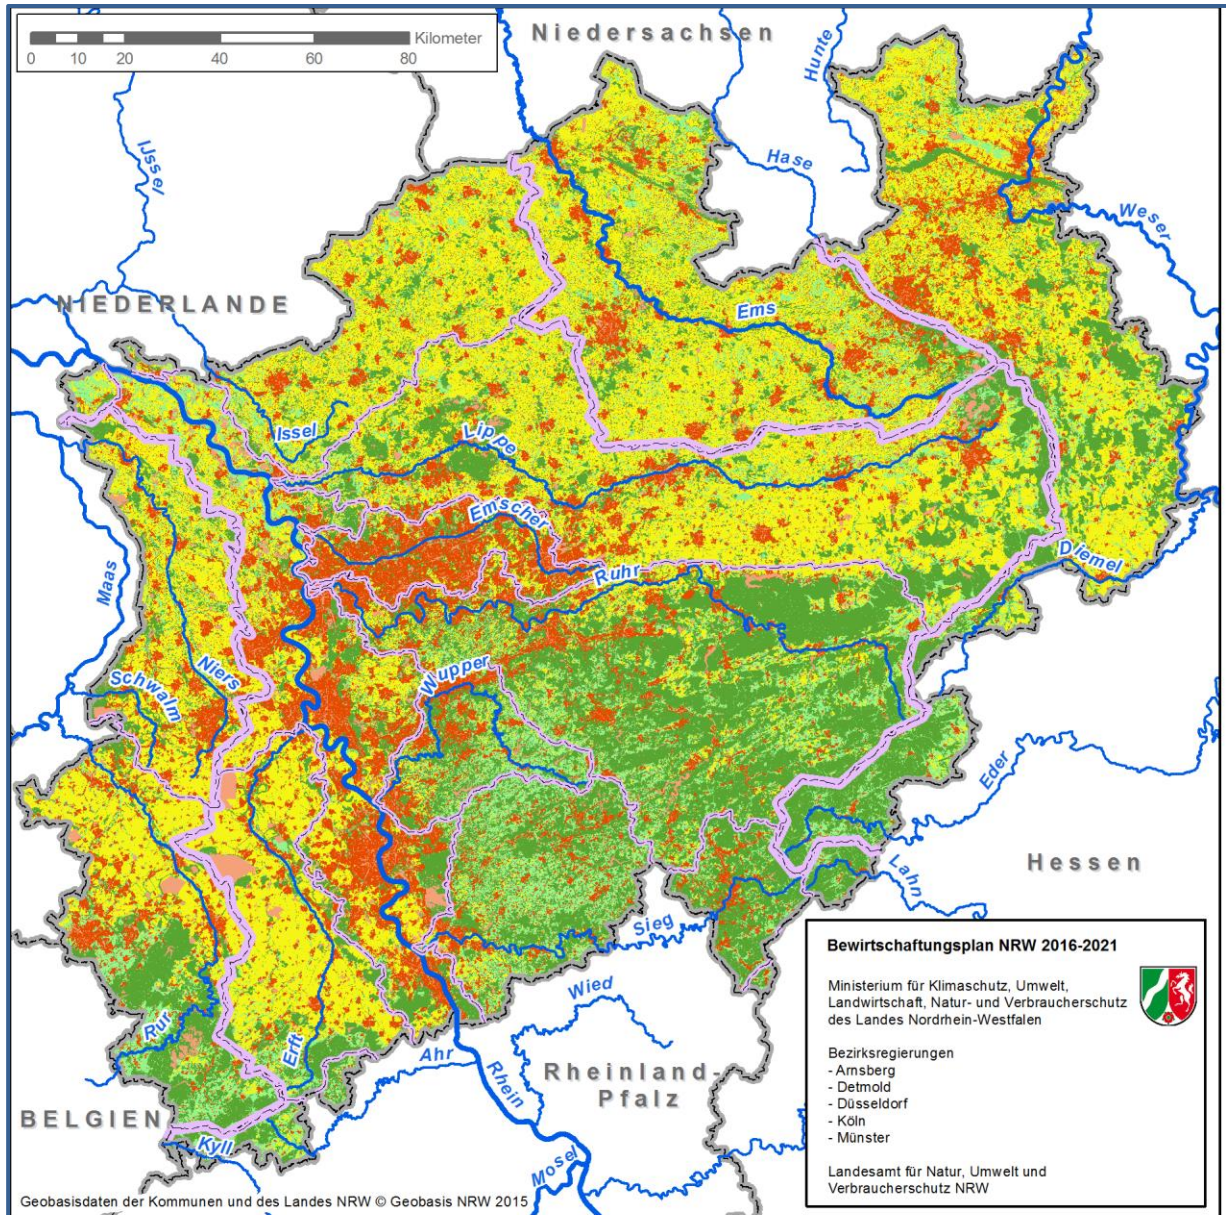 Kilometer
0 10 20 40 60 80
Niedersachsen
Hunte
IJssel
Hase
Weser
NIEDERLANDE
Ems
Issel
Lippe
Emscher
Maas
Ruhr
Diemel
Niers
Schwalm
Wupper
Eder
Hessen
Lahn
Sieg
Wied
Rur
Erft
Ahr
Rhein
Rheinland-
Pfalz
BELGIEN
Kyll
Mosel
Bewirtschaftungsplan NRW 2016-2021
Ministerium für Klimaschutz, Umwelt,
Landwirtschaft, Natur- und Verbraucherschutz
des Landes Nordrhein-Westfalen
Bezirksregierungen
- Arnsberg
- Detmold
- Düsseldorf
- Köln
- Münster
Landesamt für Natur, Umwelt und
Verbraucherschutz NRW
Geobasisdaten der Kommunen und des Landes NRW © Geobasis NRW 2015